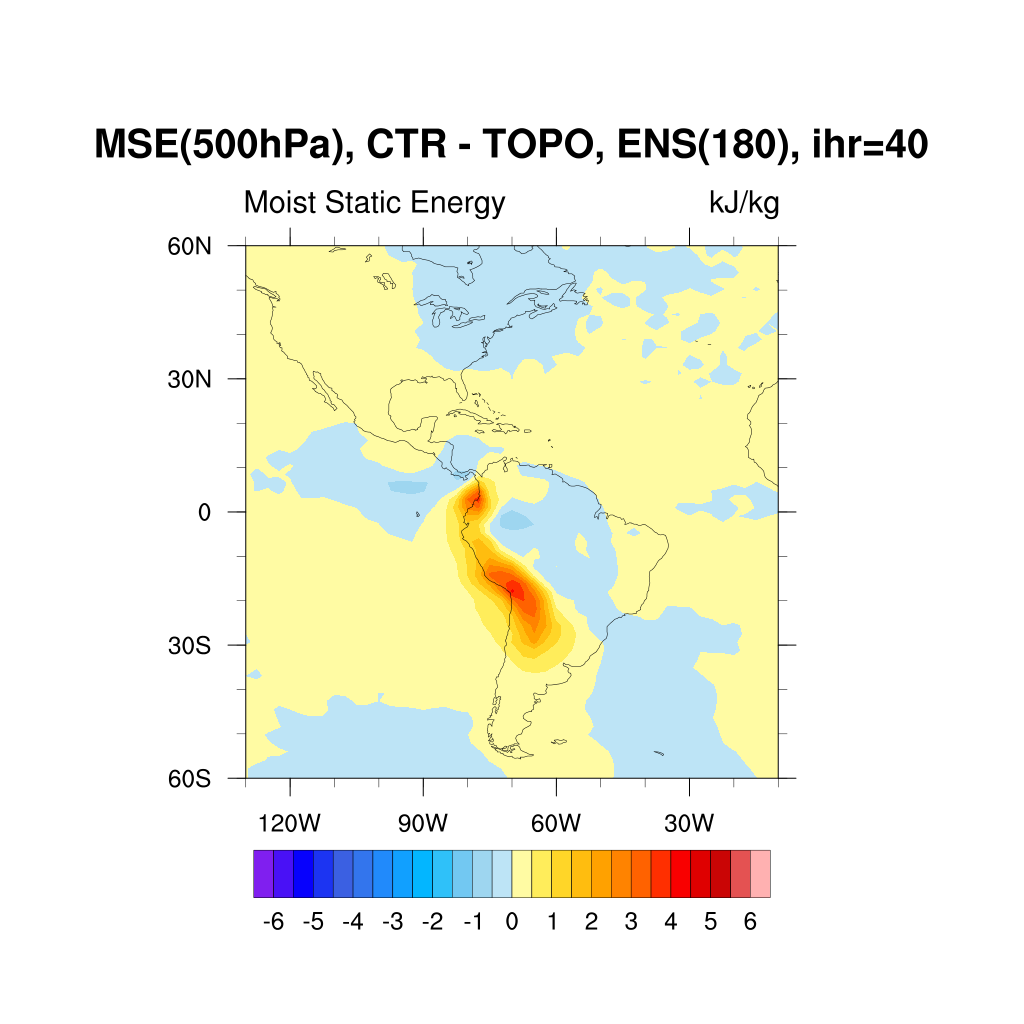 MSE(500hPa), CTR - TOPO, ENS(180), ihr=40
Moist Static Energy kJ/kg
60N
30N
0
30S
60S
120W 90W 60W 30W
-6 -5 -4 -3 -2 -1 0 1 2 3 4 5 6